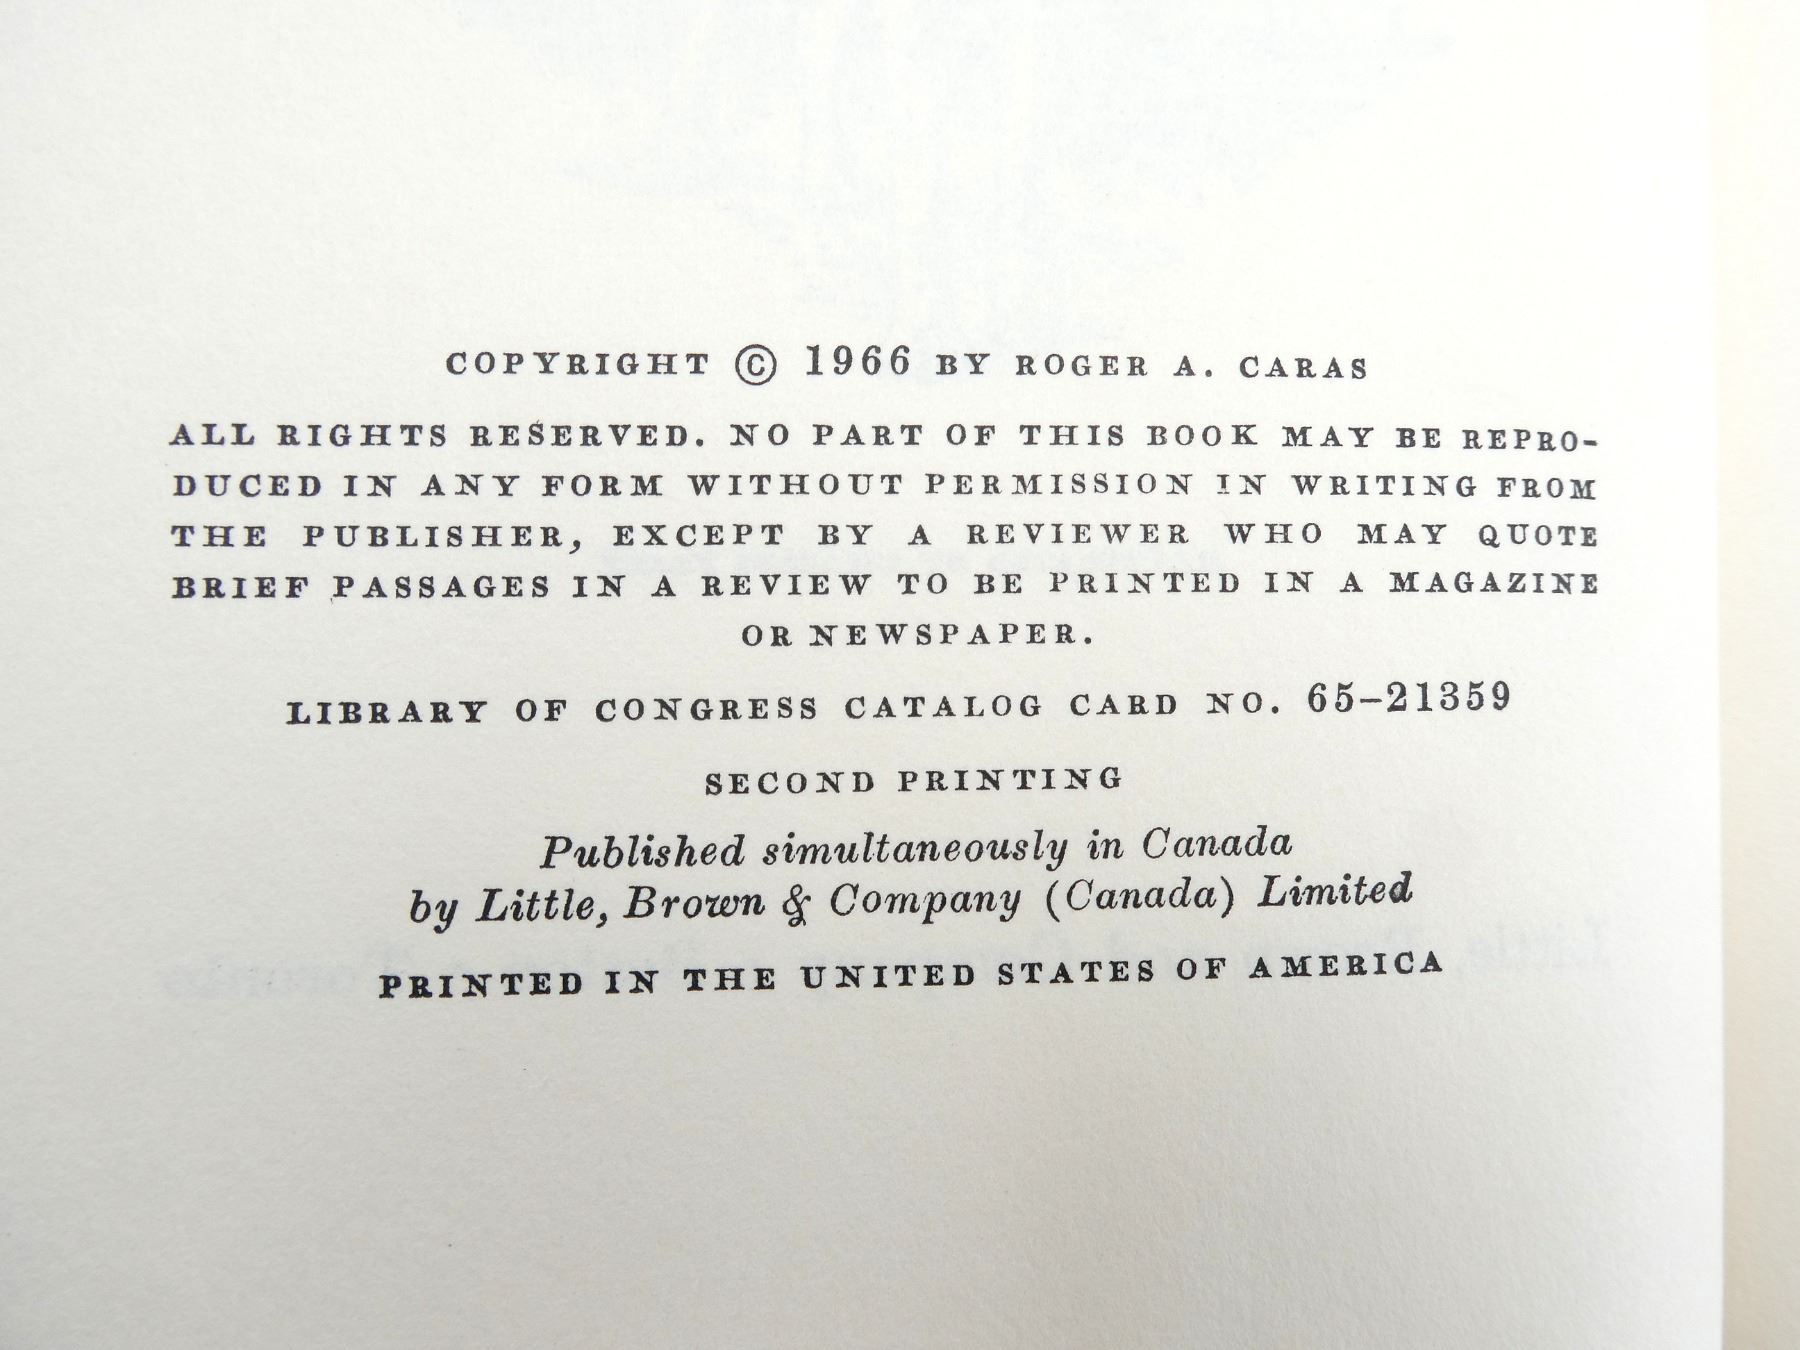 COPYRIGHT © 1966 BY ROGER A. CARAS
ALL RIGHTS RESERVED. NO PART OF THIS BOOK MAY BE REPRO-
DUCED IN ANY FORM WITHOUT PERMISSION IN WRITING FROM
THE PUBLISHER, EXCEPT BY A REVIEWER WHO MAY QUOTE
BRIEF PASSAGES IN A REVIEW TO BE PRINTED IN A MAGAZINE
OR NEWSPAPER.
LIBRARY OF CONGRESS CATALOG CARD NO. 65-21359
SECOND PRINTING
Published simultaneously in Canada
by Little, Brown & Company (Canada) Limited
PRINTED IN THE UNITED STATES OF AMERICA